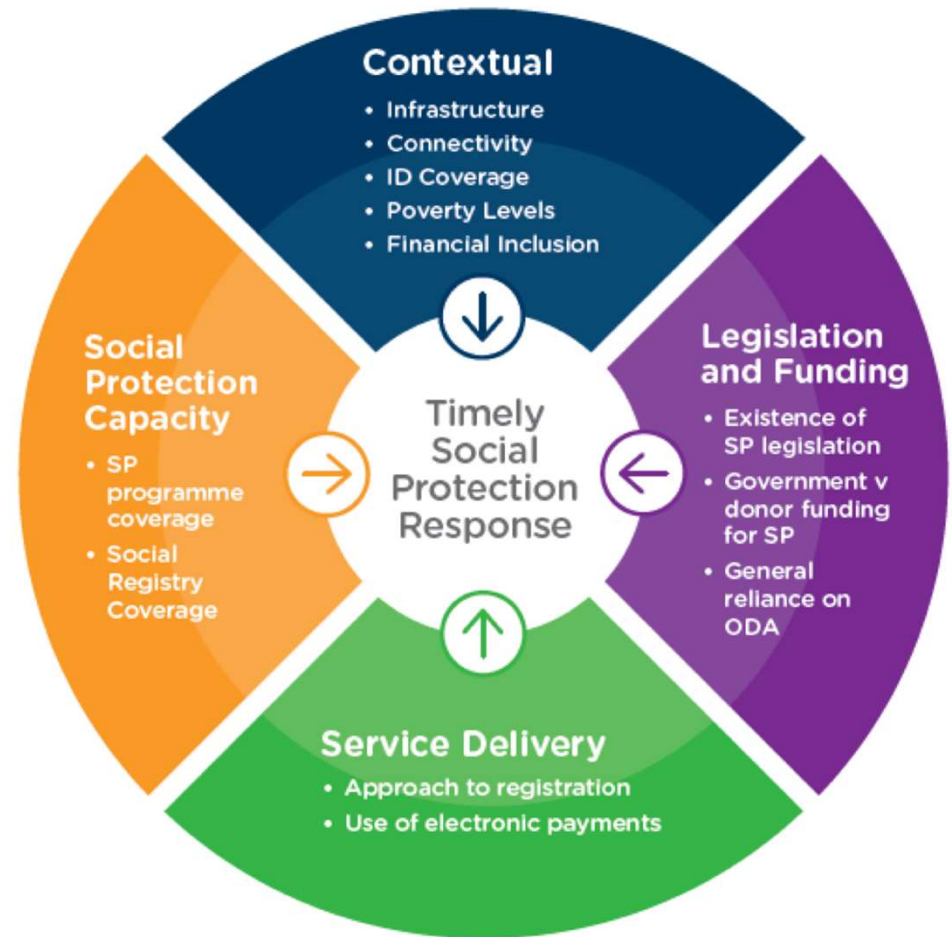 Contextual
• Infrastructure
• Connectivity
• ID Coverage
• Poverty Levels
• Financial Inclusion
Social
Protection
Capacity
• SP
programme
coverage
• Social
Registry
Coverage
Timely
Social
Protection
Response
Legislation
and Funding
• Existence of
SP legislation
• Government v
donor funding
for SP
• General
reliance on
ODA
Service Delivery
• Approach to registration
• Use of electronic payments